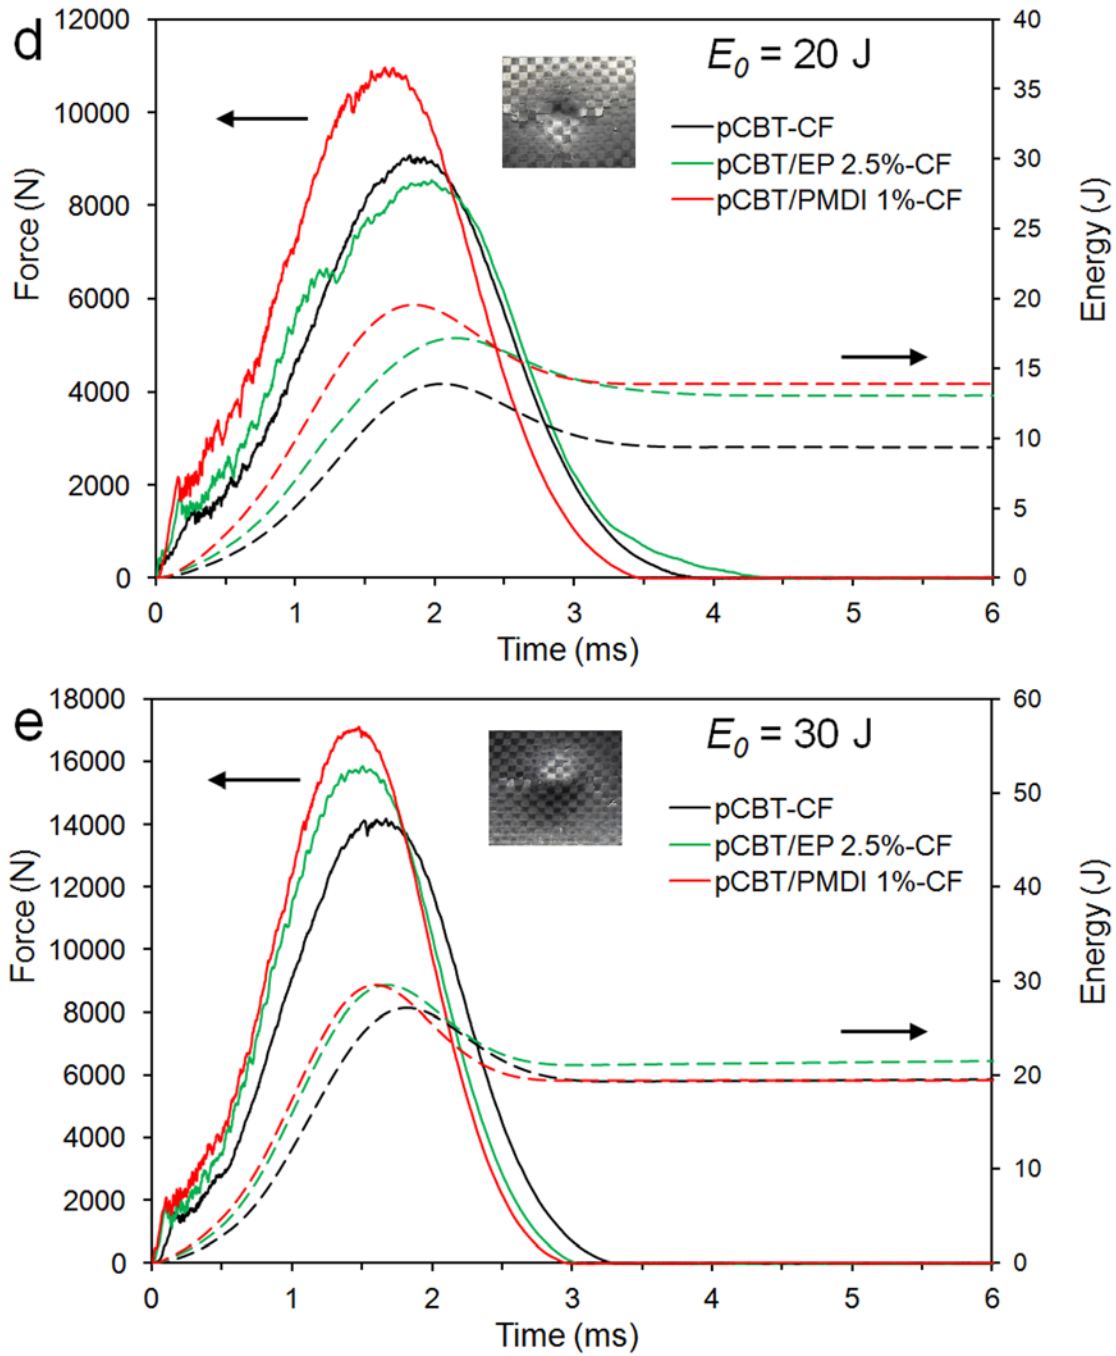 d
E0 = 20 J
pCBT-CF
pCBT/EP 2.5%-CF
pCBT/PMDI 1%-CF
Force (N)
12000
10000
8000
6000
4000
2000
0
Energy (J)
40
35
30
25
20
15
10
5
0
0 1 2 3 4 5 6
Time (ms)
e
E0 = 30 J
pCBT-CF
pCBT/EP 2.5%-CF
pCBT/PMDI 1%-CF
Force (N)
18000
16000
14000
12000
10000
8000
6000
4000
2000
0
Energy (J)
60
50
40
30
20
10
0
0 1 2 3 4 5 6
Time (ms)